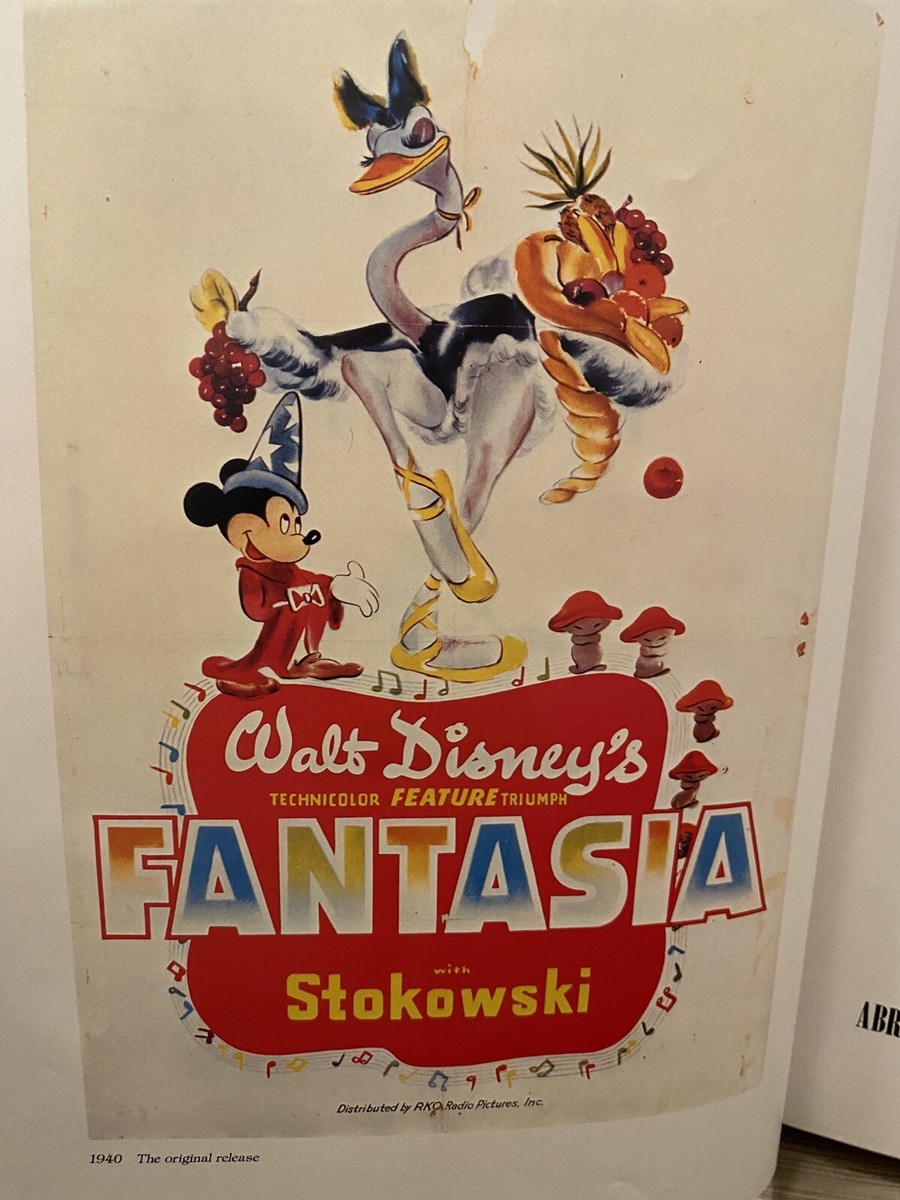 Walt Disney's
TECHNICOLOR FEATURE TRIUMPH
FANTASIA
with
Stokowski
Distributed by RKO Radio Pictures, Inc.
1940 The original release
ABR